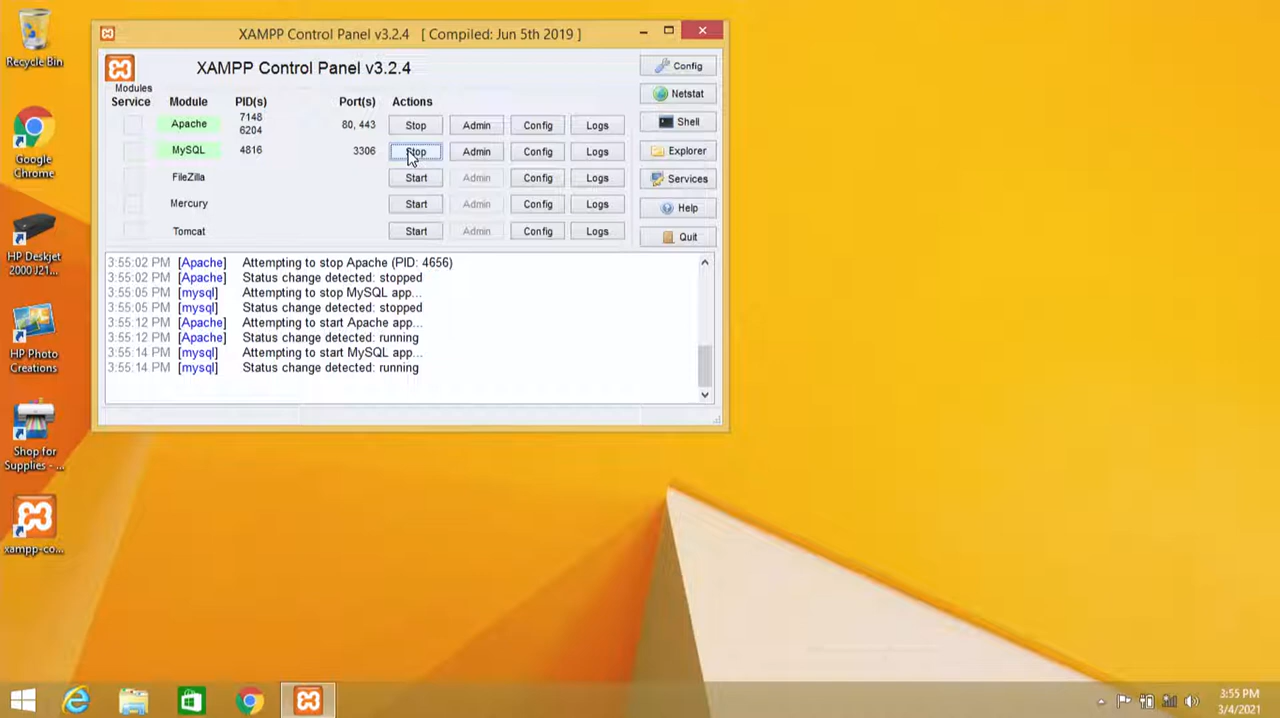 Recycle Bin
Google
Chrome
HP Deskjet
2000 J21...
HP Photo
Creations
Shop for
Supplies - ...
xampp-co...
XAMPP Control Panel v3.2.4 [ Compiled: Jun 5th 2019 ]
XAMPP Control Panel v3.2.4
Modules
Service Module PID(s) Port(s) Actions
Apache 7148 6204 80, 443 Stop Admin Config Logs
MySQL 4816 3306 Stop Admin Config Logs
FileZilla Start Admin Config Logs
Mercury Start Admin Config Logs
Tomcat Start Admin Config Logs
Config
Netstat
Shell
Explorer
Services
Help
Quit
3:55:02 PM [Apache] Attempting to stop Apache (PID: 4656)
3:55:02 PM [Apache] Status change detected: stopped
3:55:05 PM [mysql] Attempting to stop MySQL app...
3:55:05 PM [mysql] Status change detected: stopped
3:55:12 PM [Apache] Attempting to start Apache app...
3:55:12 PM [Apache] Status change detected: running
3:55:14 PM [mysql] Attempting to start MySQL app...
3:55:14 PM [mysql] Status change detected: running
3:55 PM
3/4/2021